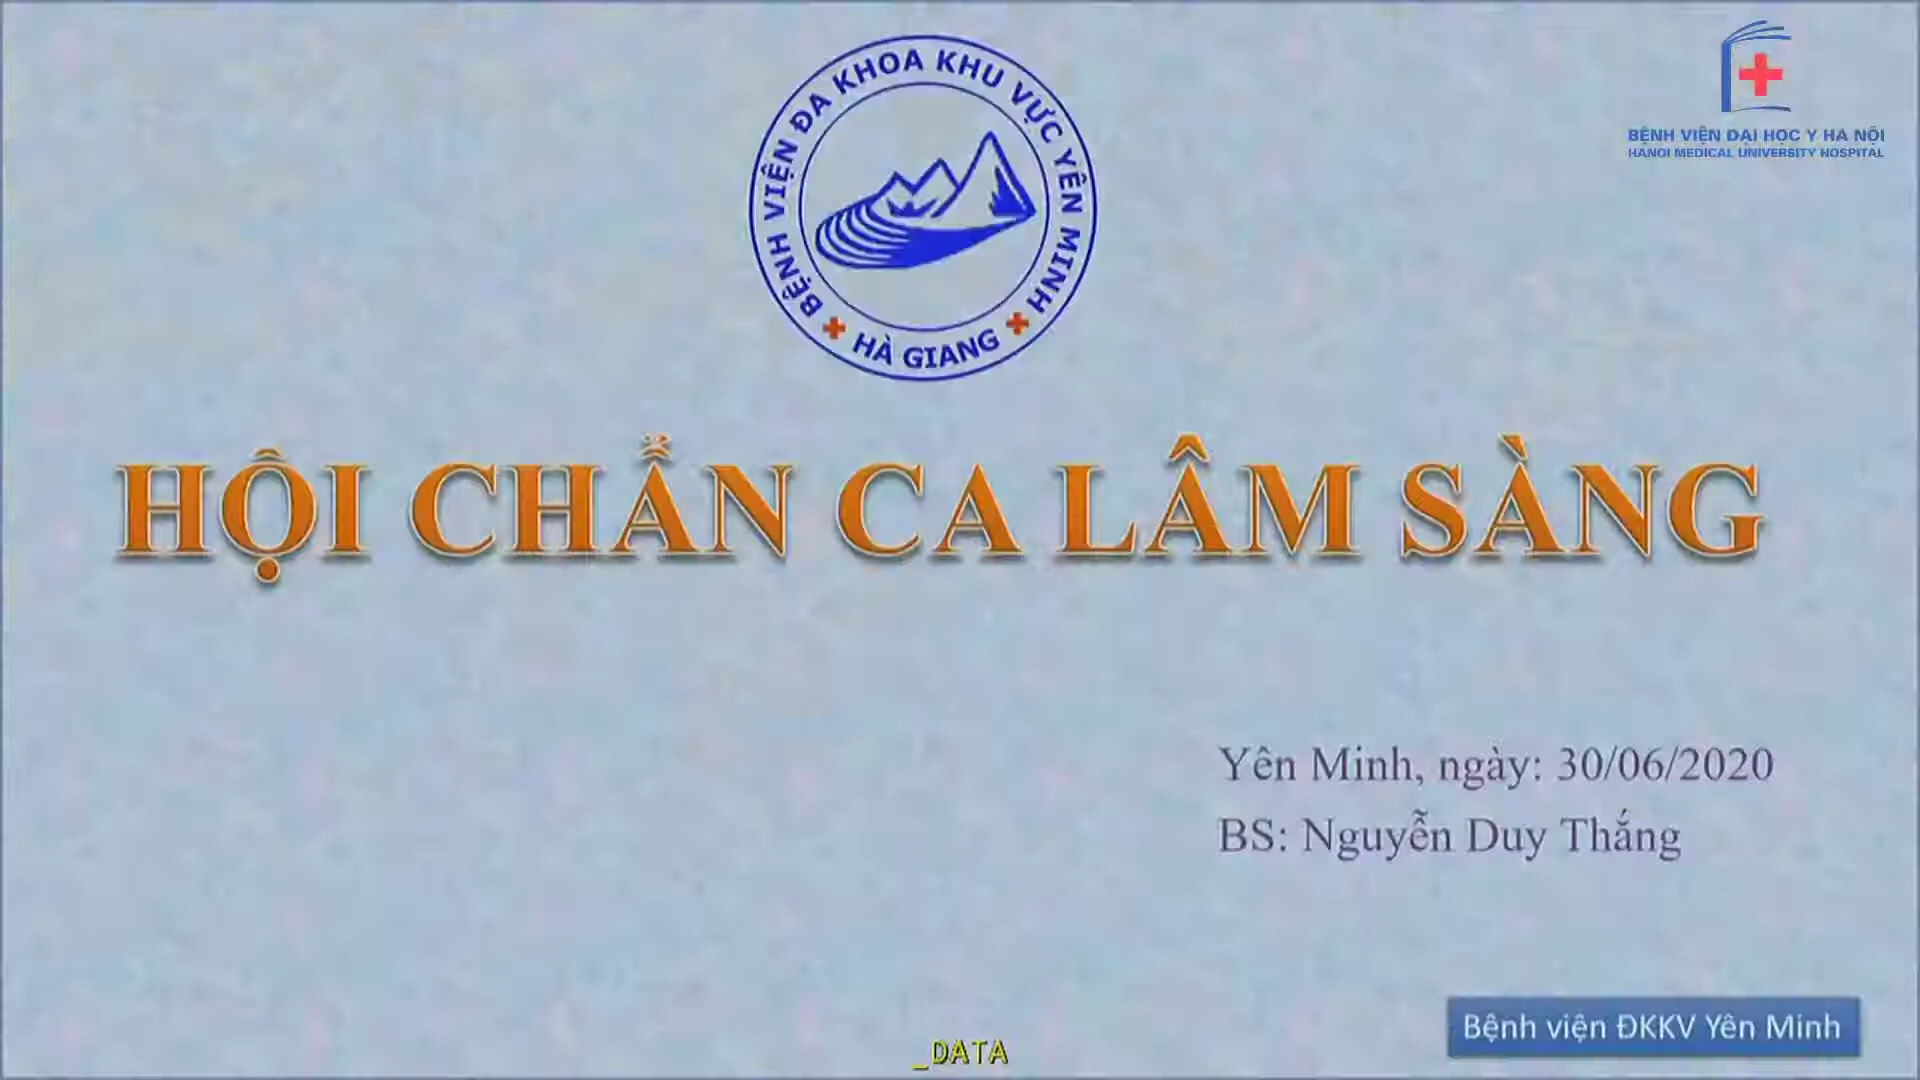 BỆNH VIỆN ĐA KHOA KHU VỰC YÊN MINH
HÀ GIANG
BỆNH VIỆN ĐẠI HỌC Y HÀ NỘI
HANOI MEDICAL UNIVERSITY HOSPITAL
HỘI CHẨN CA LÂM SÀNG
Yên Minh, ngày: 30/06/2020
BS: Nguyễn Duy Thắng
Bệnh viện ĐKKV Yên Minh
_DATA